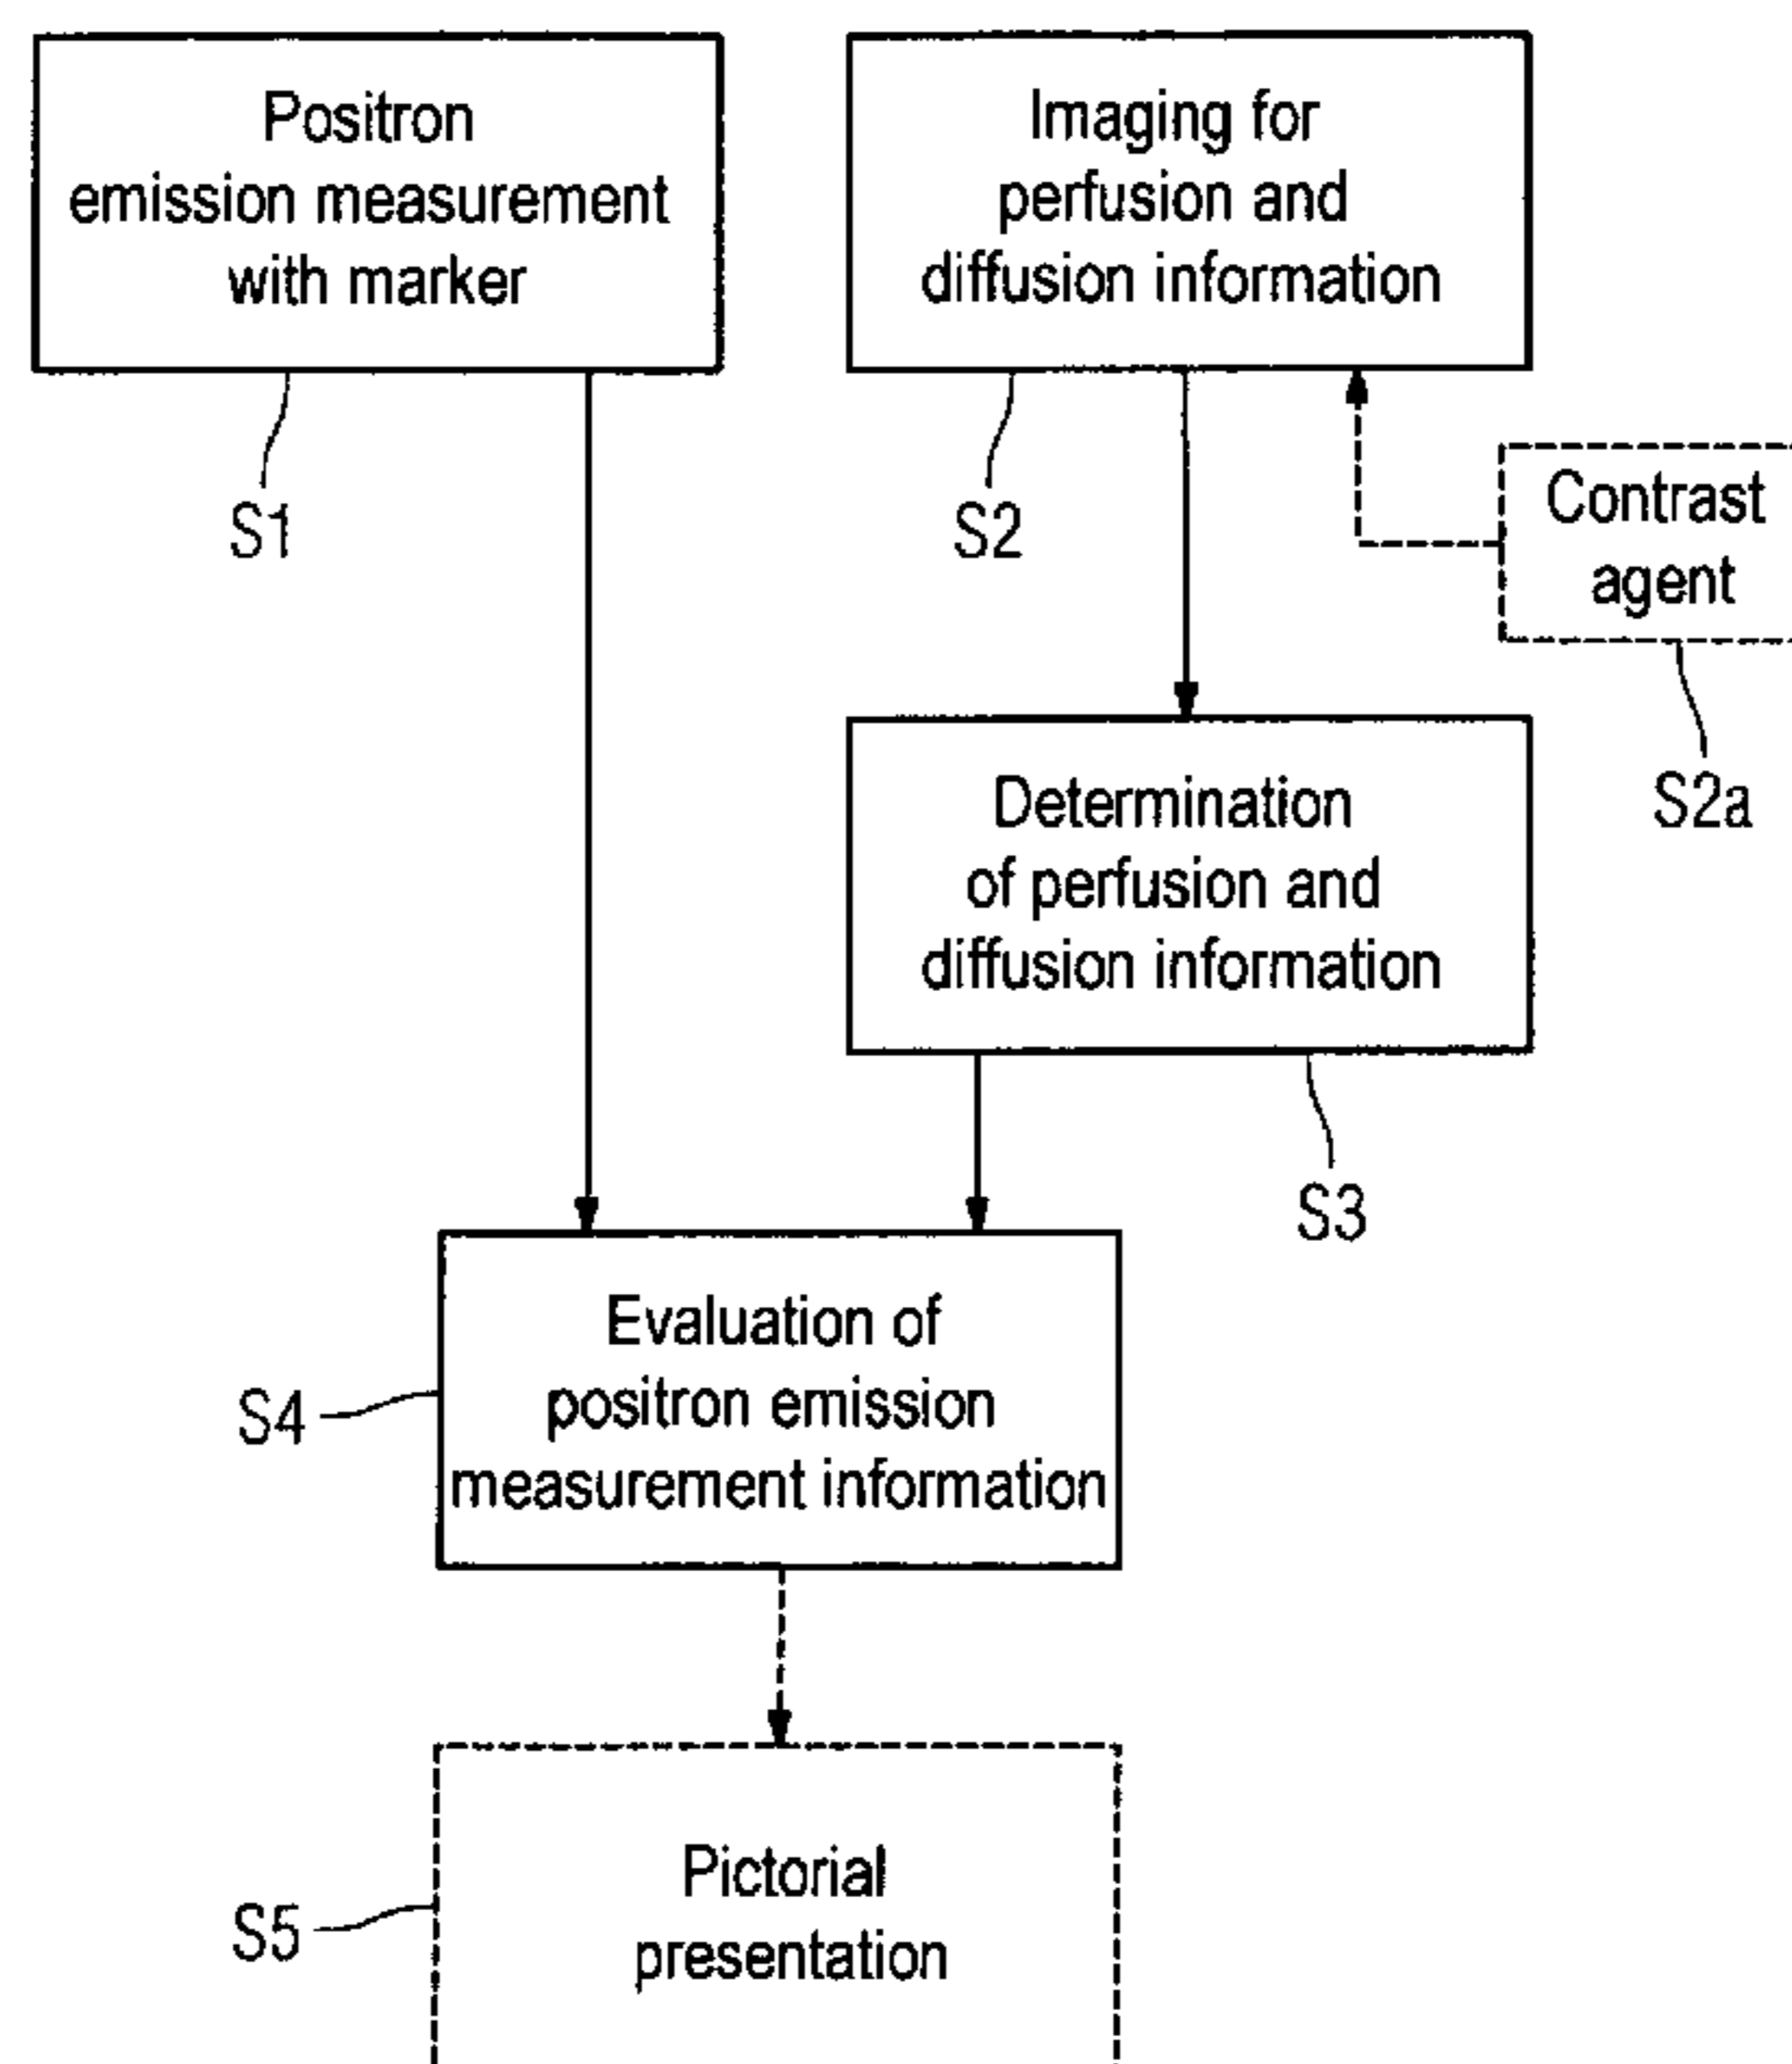 Positron
emission measurement
with marker
Imaging for
perfusion and
diffusion information
S1
S2
Contrast
agent
S2a
Determination
of perfusion and
diffusion information
S3
Evaluation of
positron emission
measurement information
S4
Pictorial
presentation
S5